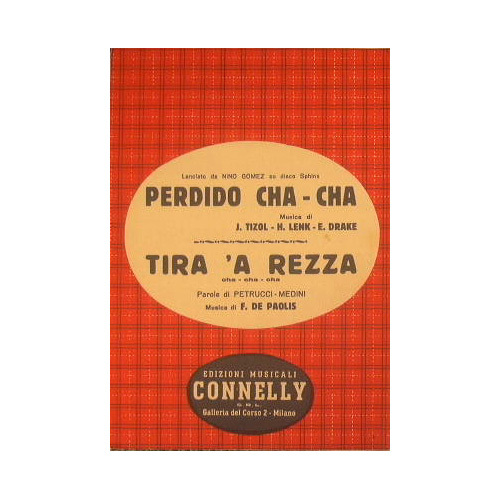 Lanciato da NINO GOMEZ su disco Sphinx
PERDIDO CHA - CHA
Musica di
J. TIZOL - H. LENK - E. DRAKE
TIRA 'A REZZA
cha - cha - cha
Parole di PETRUCCI - MEDINI
Musica di F. DE PAOLIS
EDIZIONI MUSICALI
CONNELLY
S. R. L.
Galleria del Corso 2 - Milano